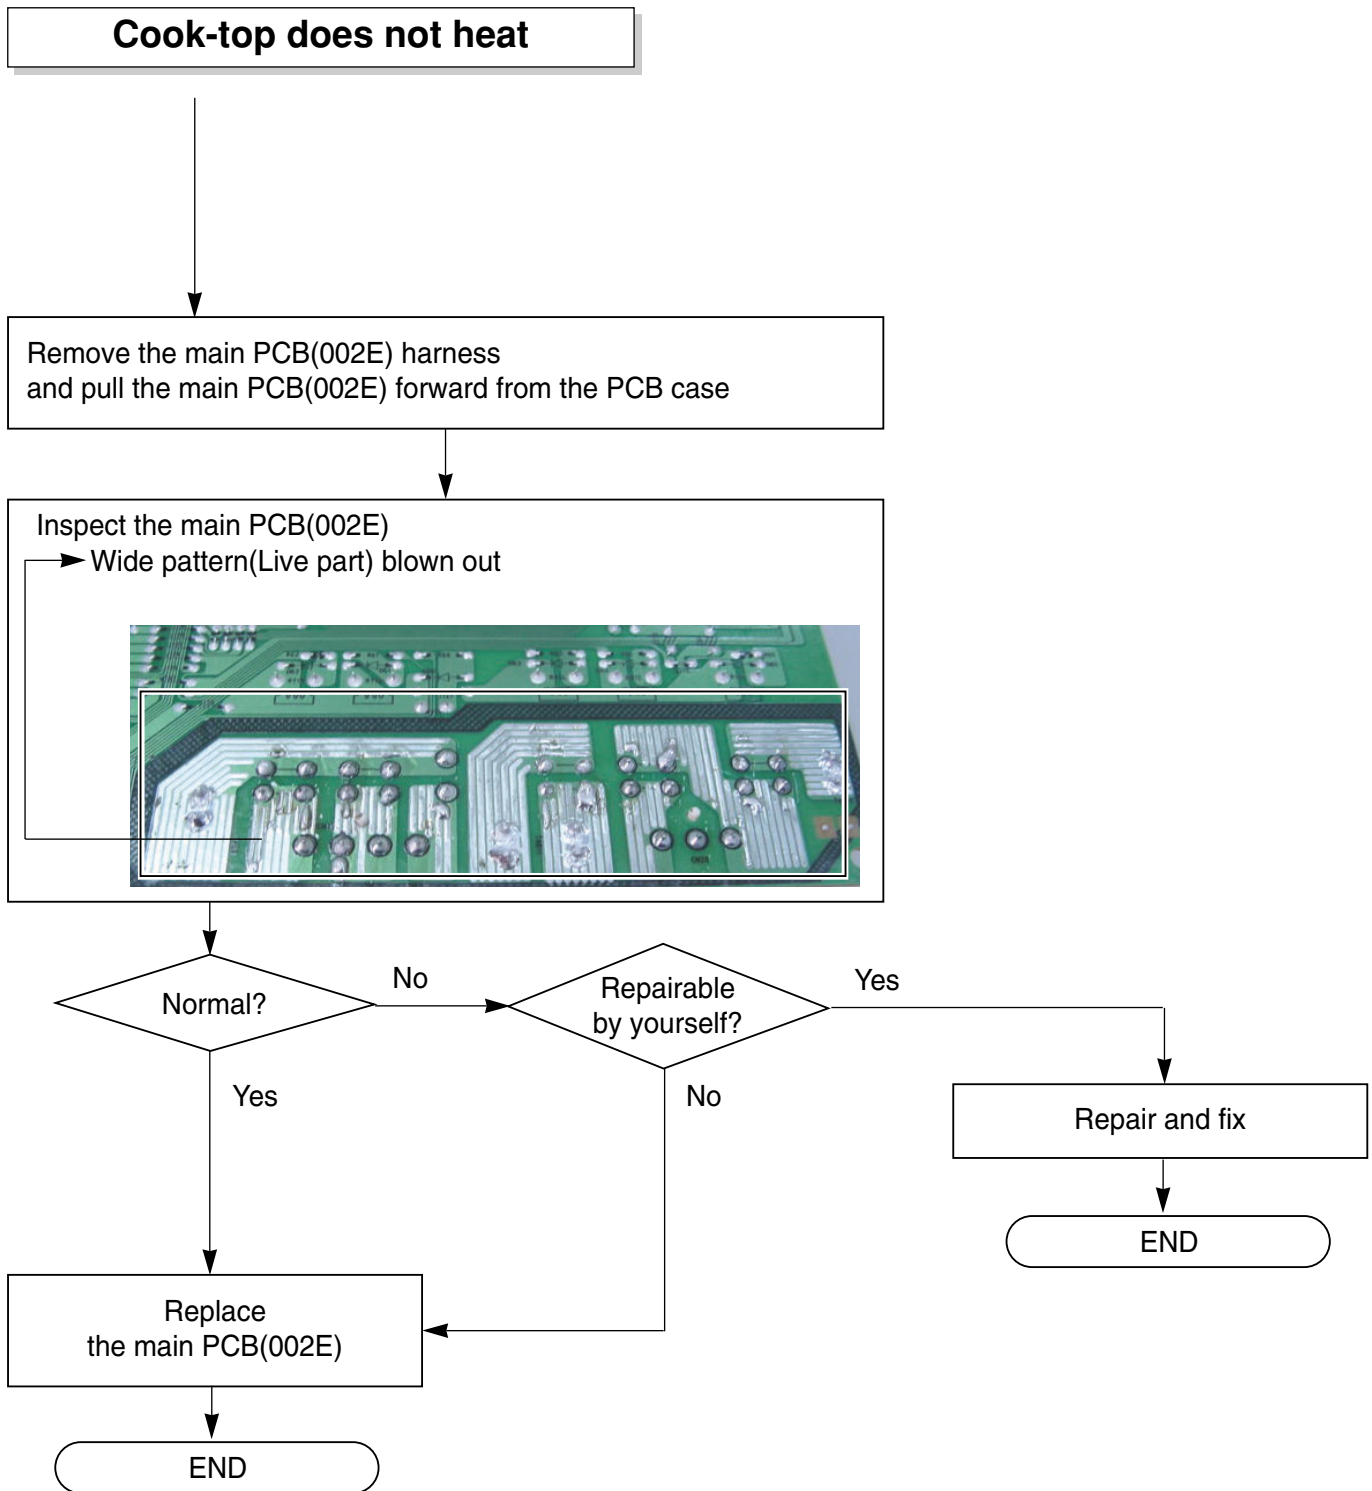 Cook-top does not heat
Remove the main PCB(002E) harness
and pull the main PCB(002E) forward from the PCB case
Inspect the main PCB(002E)
Wide pattern(Live part) blown out
Normal?
No
Repairable
by yourself?
Yes
Yes
No
Repair and fix
END
Replace
the main PCB(002E)
END